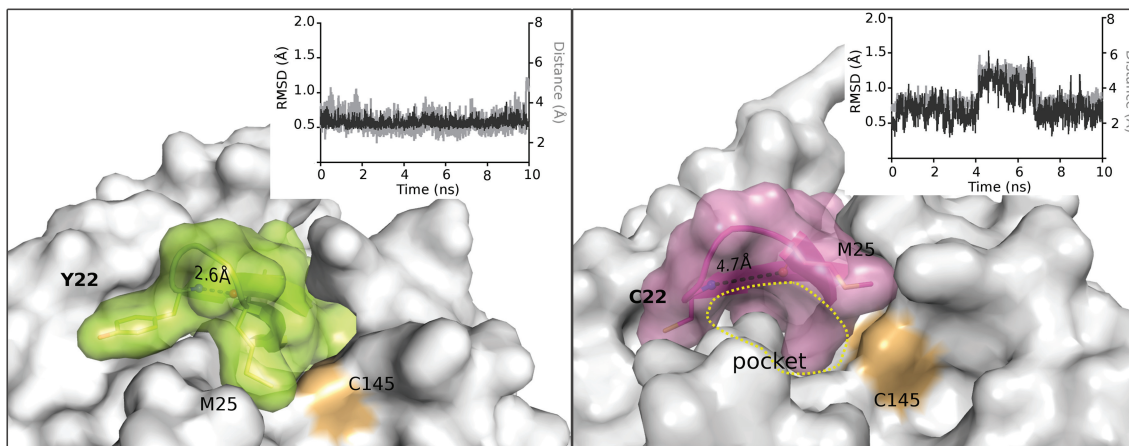 2.0
1.5
1.0
0.5
RMSD (Å)
8
6
4
2
Distance (Å)
0 2 4 6 8 10
Time (ns)
Y22
2.6Å
M25
C145
2.0
1.5
1.0
0.5
RMSD (Å)
8
6
4
2
0 2 4 6 8 10
Time (ns)
M25
4.7Å
C22
pocket
C145